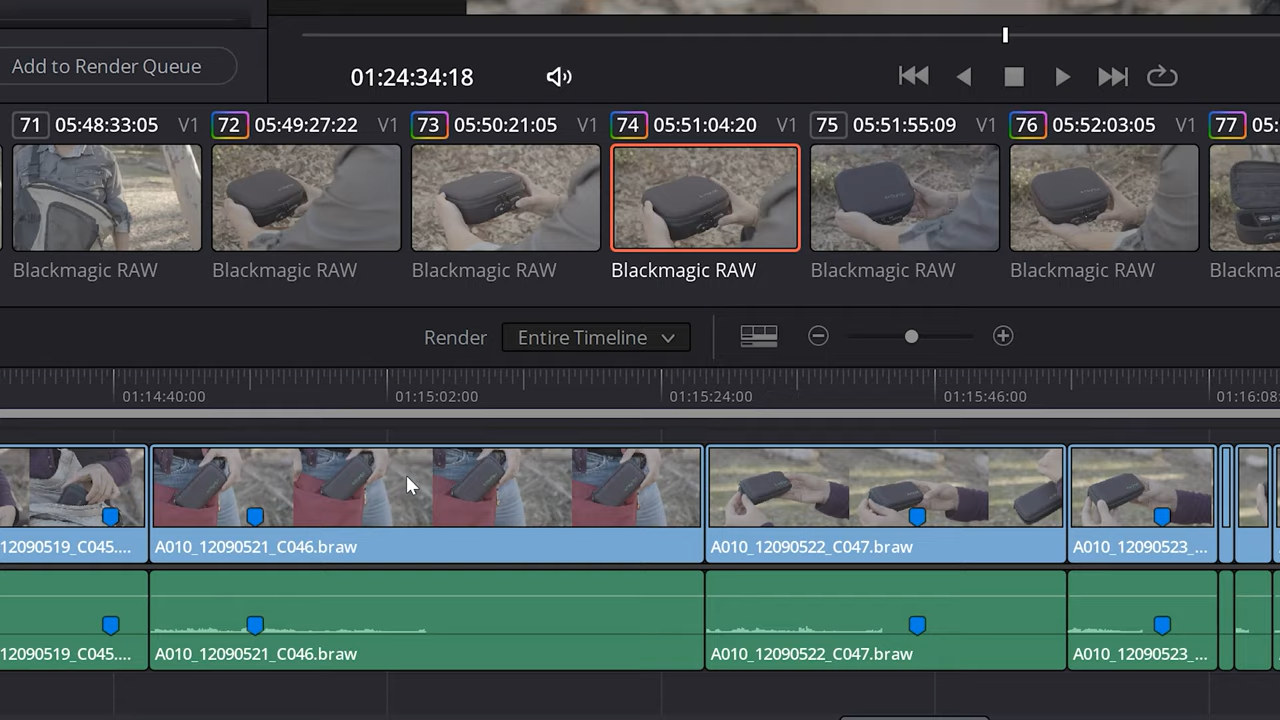 Add to Render Queue
01:24:34:18
71 05:48:33:05 V1 72 05:49:27:22 V1 73 05:50:21:05 V1 74 05:51:04:20 V1 75 05:51:55:09 V1 76 05:52:03:05 V1 77 05:
Blackmagic RAW Blackmagic RAW Blackmagic RAW Blackmagic RAW Blackmagic RAW Blackmagic RAW Blackma
Render Entire Timeline
01:14:40:00 01:15:02:00 01:15:24:00 01:15:46:00 01:16:08:
12090519_C045.... A010_12090521_C046.braw A010_12090522_C047.braw A010_12090523_...
12090519_C045.... A010_12090521_C046.braw A010_12090522_C047.braw A010_12090523_...